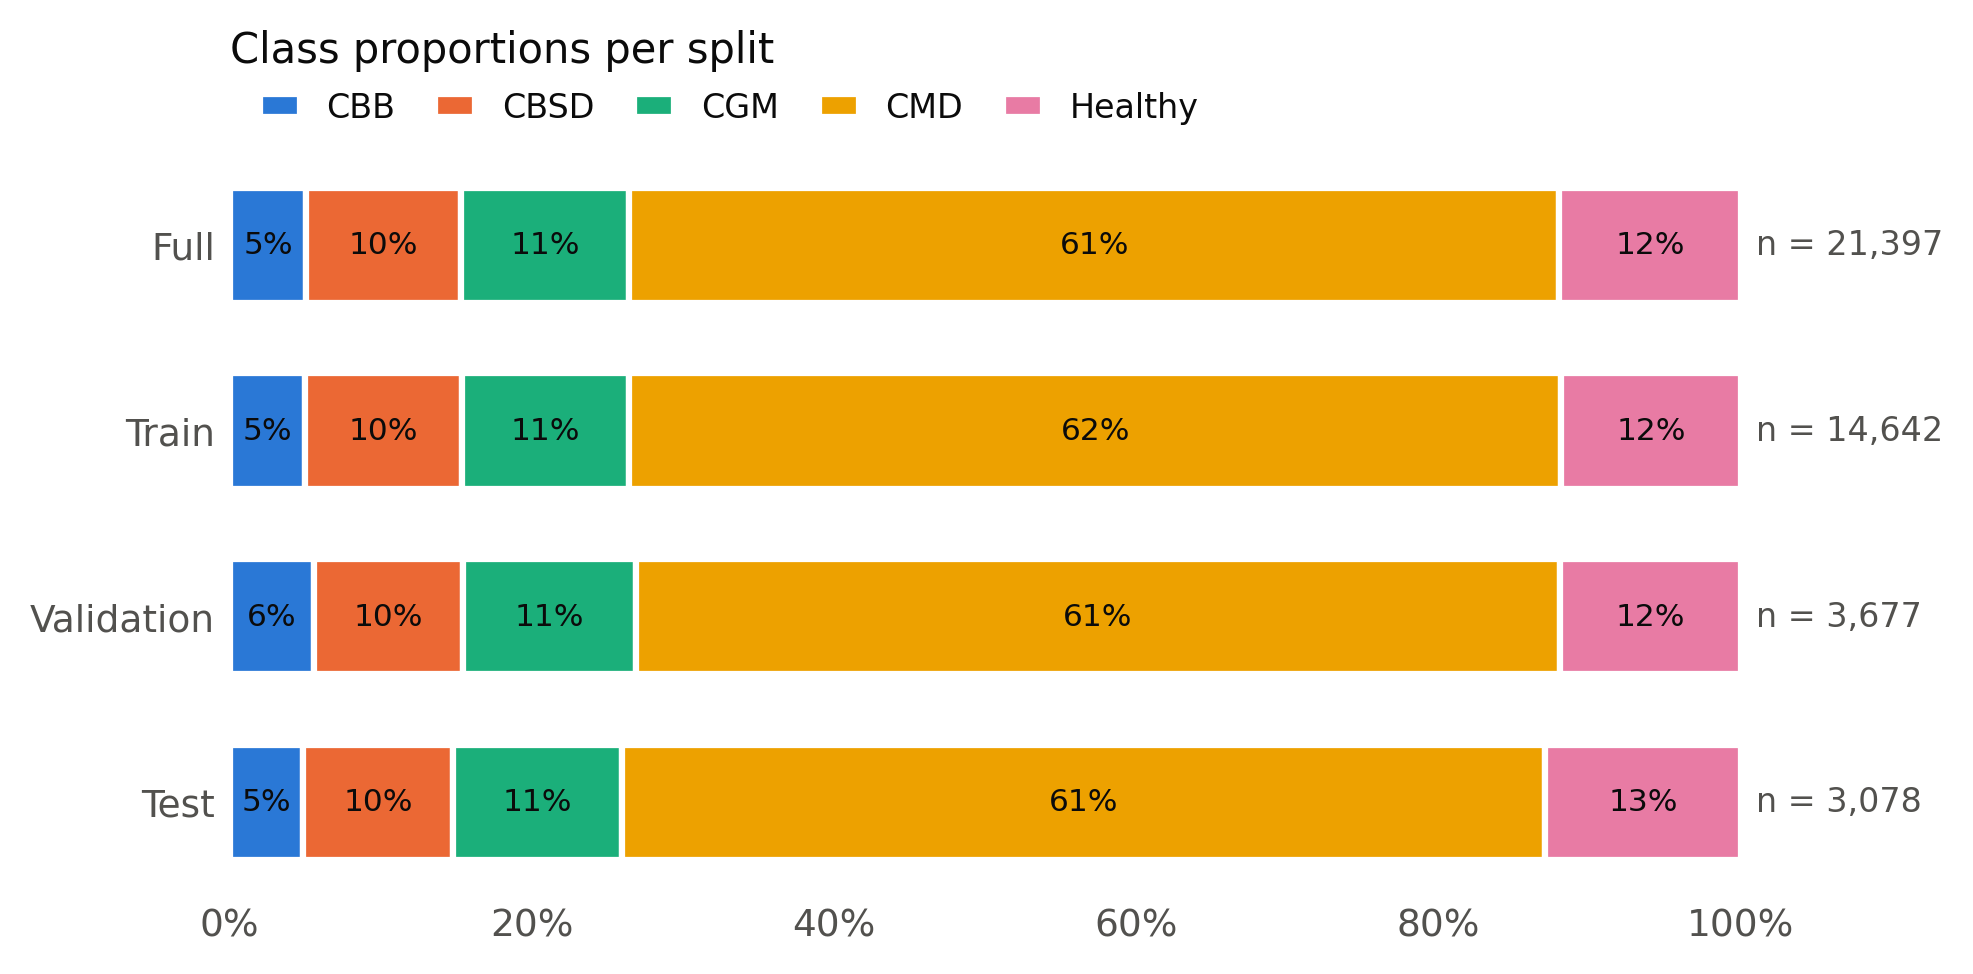 Class proportions per split
CBB CBSD CGM CMD Healthy
Full 5% 10% 11% 61% 12% n = 21,397
Train 5% 10% 11% 62% 12% n = 14,642
Validation 6% 10% 11% 61% 12% n = 3,677
Test 5% 10% 11% 61% 13% n = 3,078
0% 20% 40% 60% 80% 100%